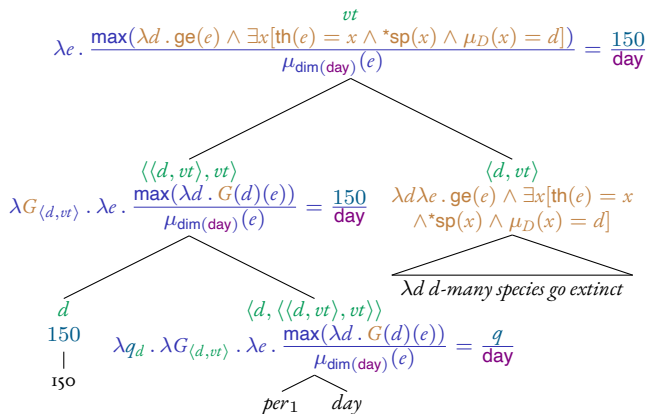 vt
λe . max(λd . ge(e) ∧ ∃x[th(e) = x ∧ *sp(x) ∧ μ_D(x) = d]) / μ_dim(day)(e) = 150 / day
⟨⟨d, vt⟩, vt⟩
λG_⟨d,vt⟩ . λe . max(λd . G(d)(e)) / μ_dim(day)(e) = 150 / day
⟨d, vt⟩
λdλe . ge(e) ∧ ∃x[th(e) = x
∧*sp(x) ∧ μ_D(x) = d]
λd d-many species go extinct
d
150
150
⟨d, ⟨⟨d, vt⟩, vt⟩⟩
λq_d . λG_⟨d,vt⟩ . λe . max(λd . G(d)(e)) / μ_dim(day)(e) = q / day
per₁ day